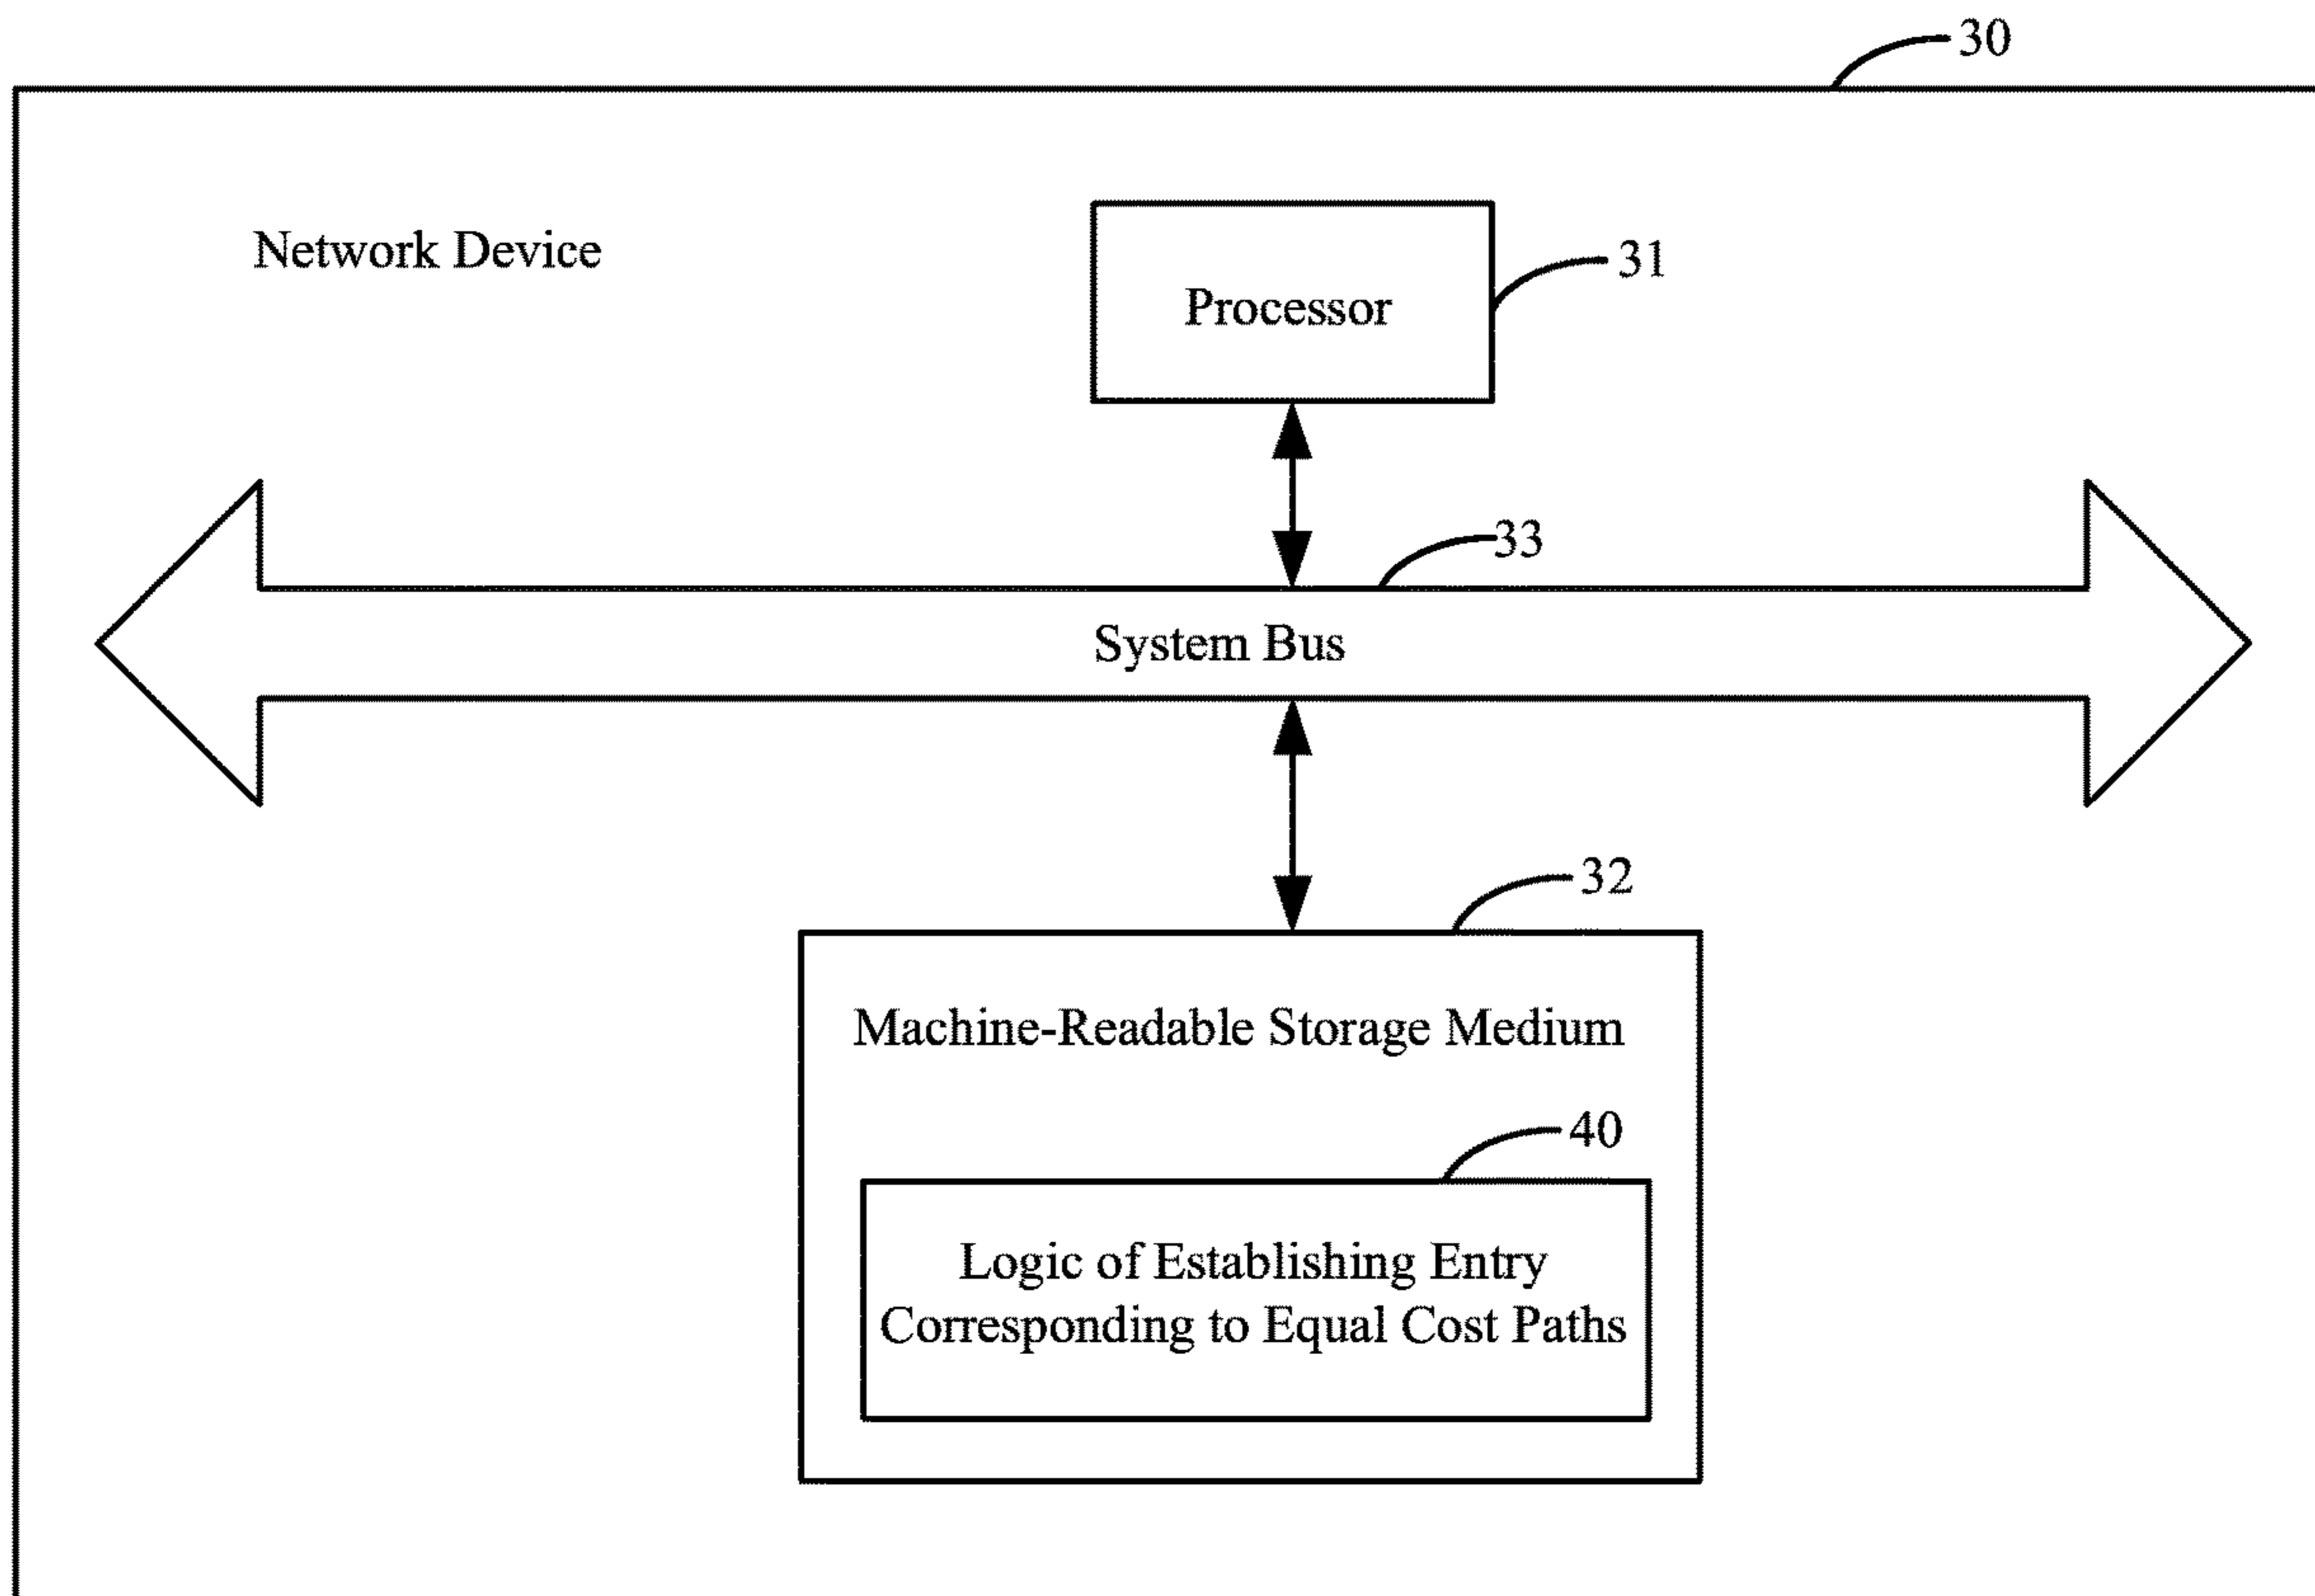 30
Network Device
Processor
31
33
System Bus
32
Machine-Readable Storage Medium
40
Logic of Establishing Entry
Corresponding to Equal Cost Paths